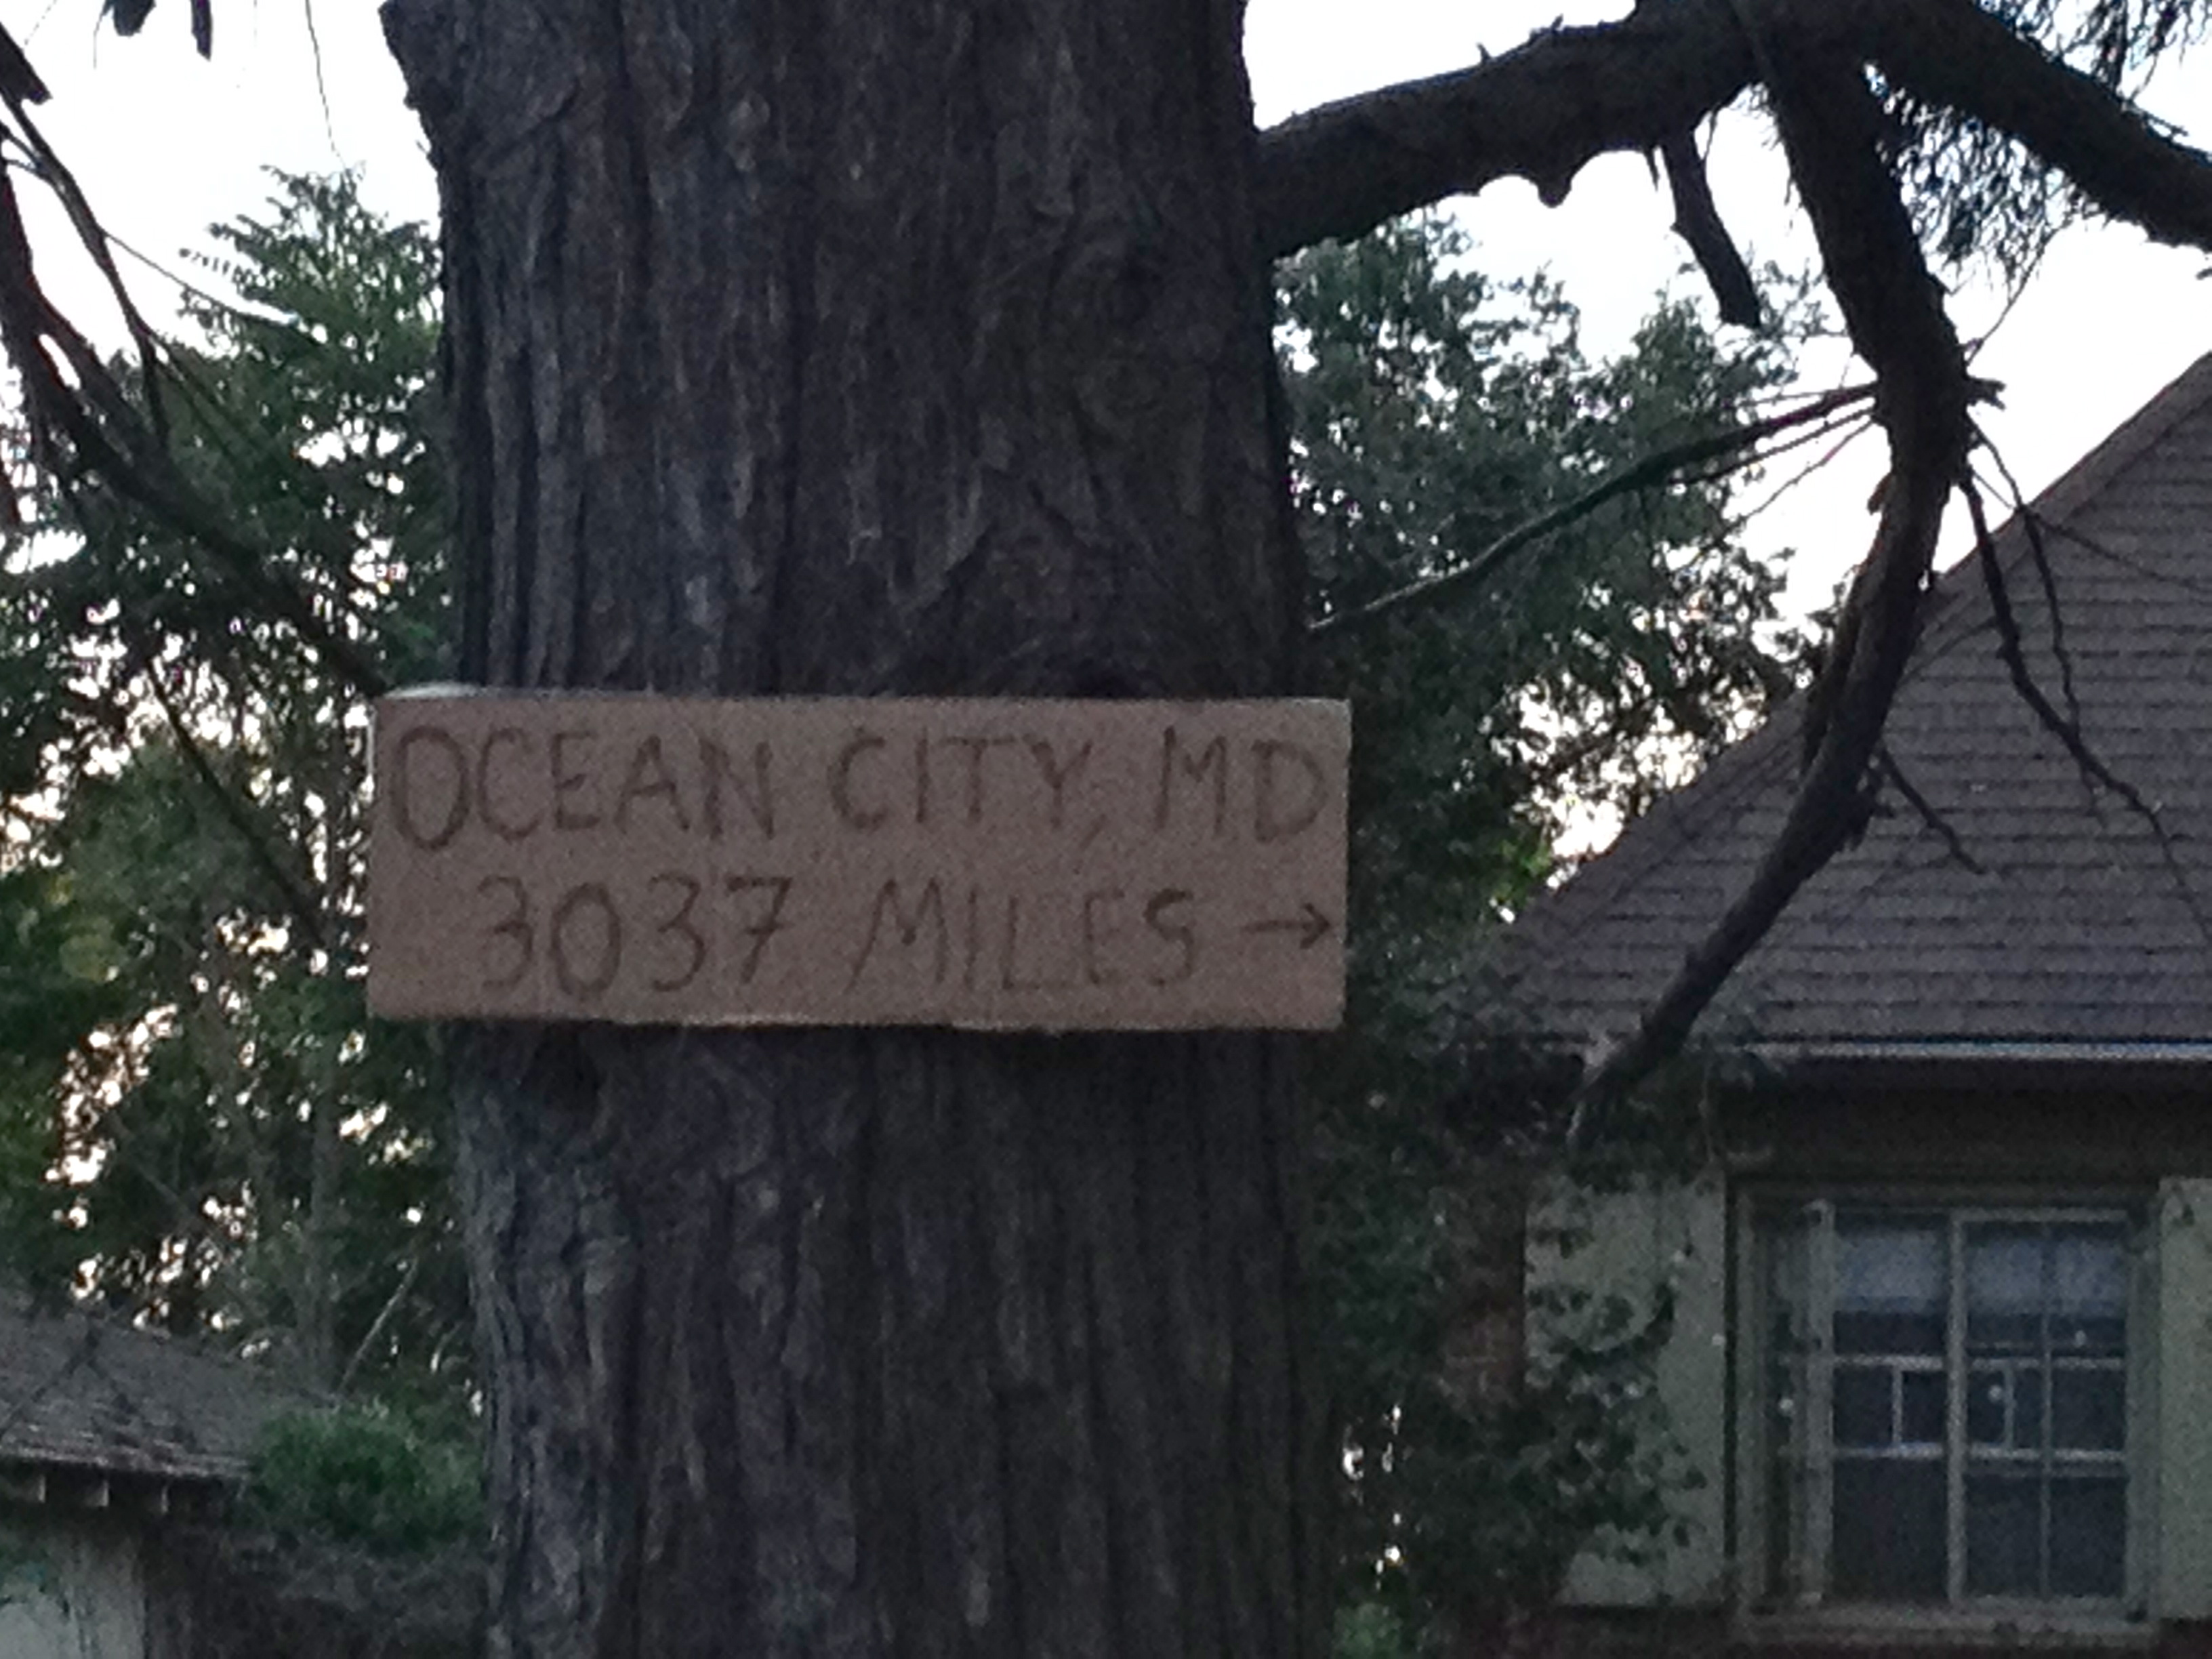 OCEAN CITY, MD
3037 MILES →